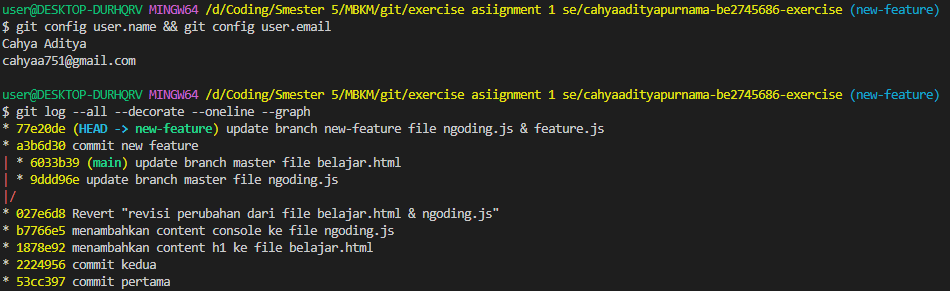 user@DESKTOP-DURHQRV MINGW64 /d/Coding/Smester 5/MBKM/git/exercise asiignment 1 se/cahyaadityapurnama-be2745686-exercise (new-feature)
$ git config user.name && git config user.email
Cahya Aditya
cahyaa751@gmail.com
user@DESKTOP-DURHQRV MINGW64 /d/Coding/Smester 5/MBKM/git/exercise asiignment 1 se/cahyaadityapurnama-be2745686-exercise (new-feature)
$ git log --all --decorate --oneline --graph
* 77e20de (HEAD -> new-feature) update branch new-feature file ngoding.js & feature.js
* a3b6d30 commit new feature
| * 6033b39 (main) update branch master file belajar.html
| * 9ddd96e update branch master file ngoding.js
|/
* 027e6d8 Revert "revisi perubahan dari file belajar.html & ngoding.js"
* b7766e5 menambahkan content console ke file ngoding.js
* 1878e92 menambahkan content h1 ke file belajar.html
* 2224956 commit kedua
* 53cc397 commit pertama